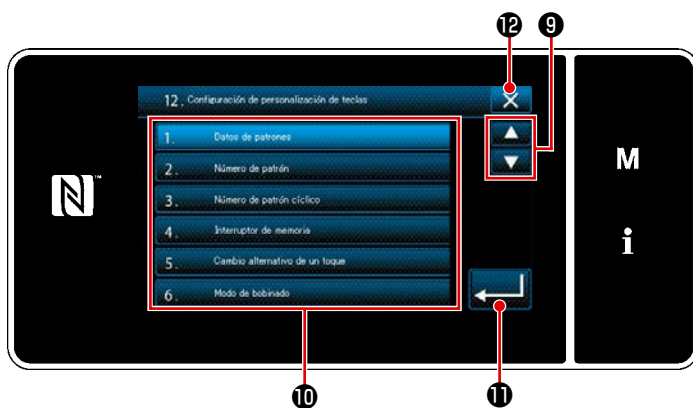 ⓬ ❾
12. Configuración de personalización de teclas
1. Datos de patrones
2. Número de patrón
3. Número de patrón cíclico
4. Interruptor de memoria
5. Cambio alternativo de un toque
6. Modo de bobinado
M
i
N
❿ ⓫